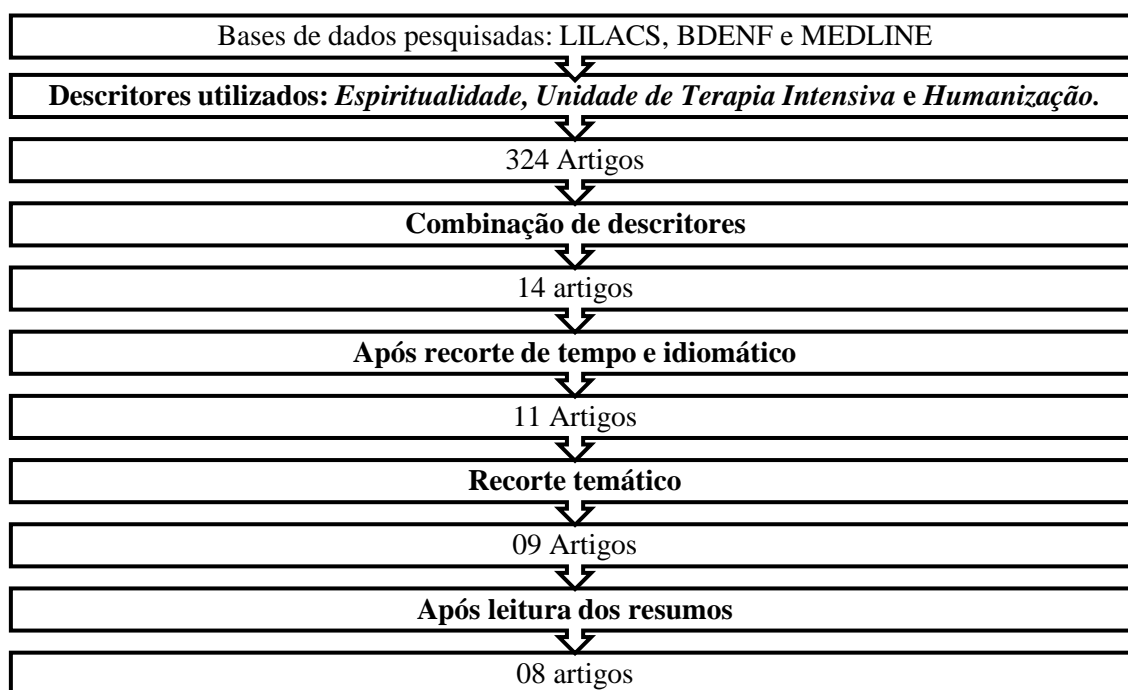 Bases de dados pesquisadas: LILACS, BDENF e MEDLINE
Descritores utilizados: Espiritualidade, Unidade de Terapia Intensiva e Humanização.
324 Artigos
Combinação de descritores
14 artigos
Após recorte de tempo e idiomático
11 Artigos
Recorte temático
09 Artigos
Após leitura dos resumos
08 artigos